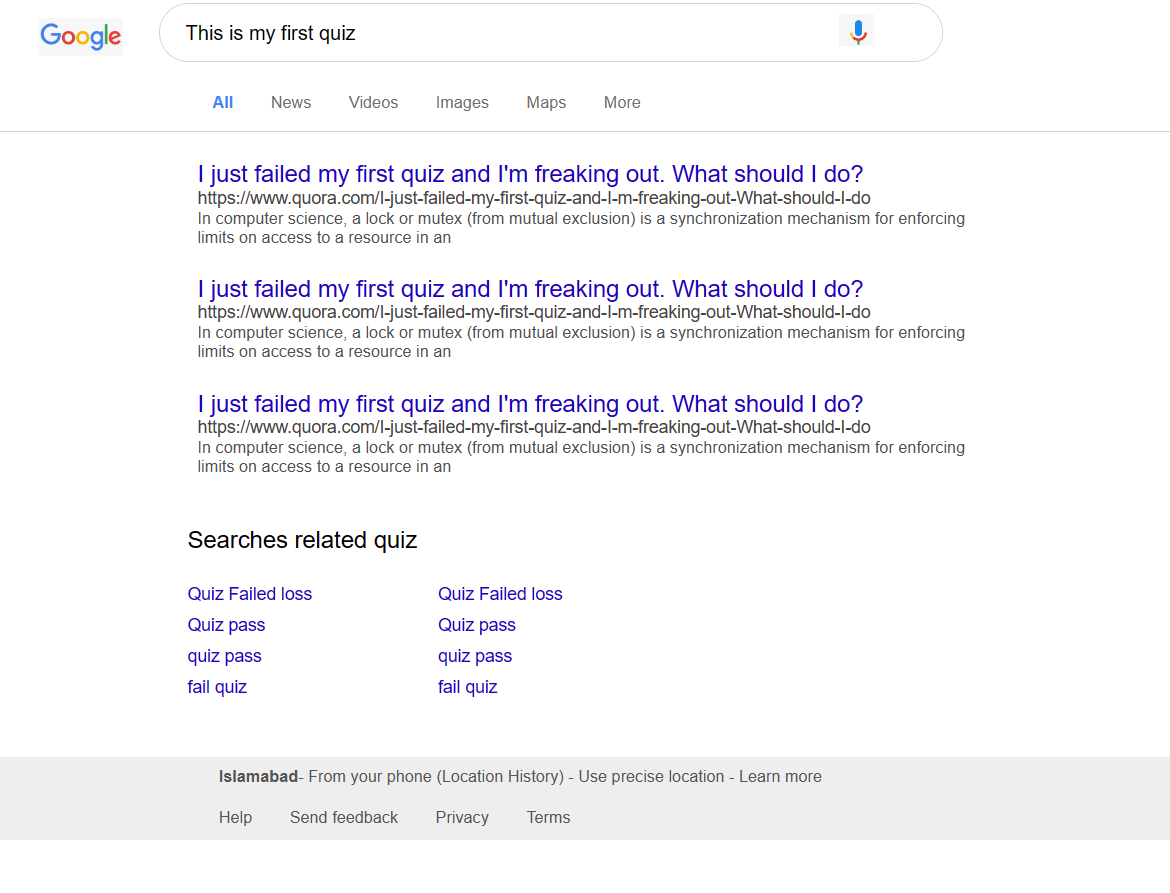 Google
This is my first quiz
All News Videos Images Maps More
I just failed my first quiz and I'm freaking out. What should I do?
https://www.quora.com/I-just-failed-my-first-quiz-and-I-m-freaking-out-What-should-I-do
In computer science, a lock or mutex (from mutual exclusion) is a synchronization mechanism for enforcing
limits on access to a resource in an
I just failed my first quiz and I'm freaking out. What should I do?
https://www.quora.com/I-just-failed-my-first-quiz-and-I-m-freaking-out-What-should-I-do
In computer science, a lock or mutex (from mutual exclusion) is a synchronization mechanism for enforcing
limits on access to a resource in an
I just failed my first quiz and I'm freaking out. What should I do?
https://www.quora.com/I-just-failed-my-first-quiz-and-I-m-freaking-out-What-should-I-do
In computer science, a lock or mutex (from mutual exclusion) is a synchronization mechanism for enforcing
limits on access to a resource in an
Searches related quiz
Quiz Failed loss Quiz Failed loss
Quiz pass Quiz pass
quiz pass quiz pass
fail quiz fail quiz
Islamabad- From your phone (Location History) - Use precise location - Learn more
Help Send feedback Privacy Terms